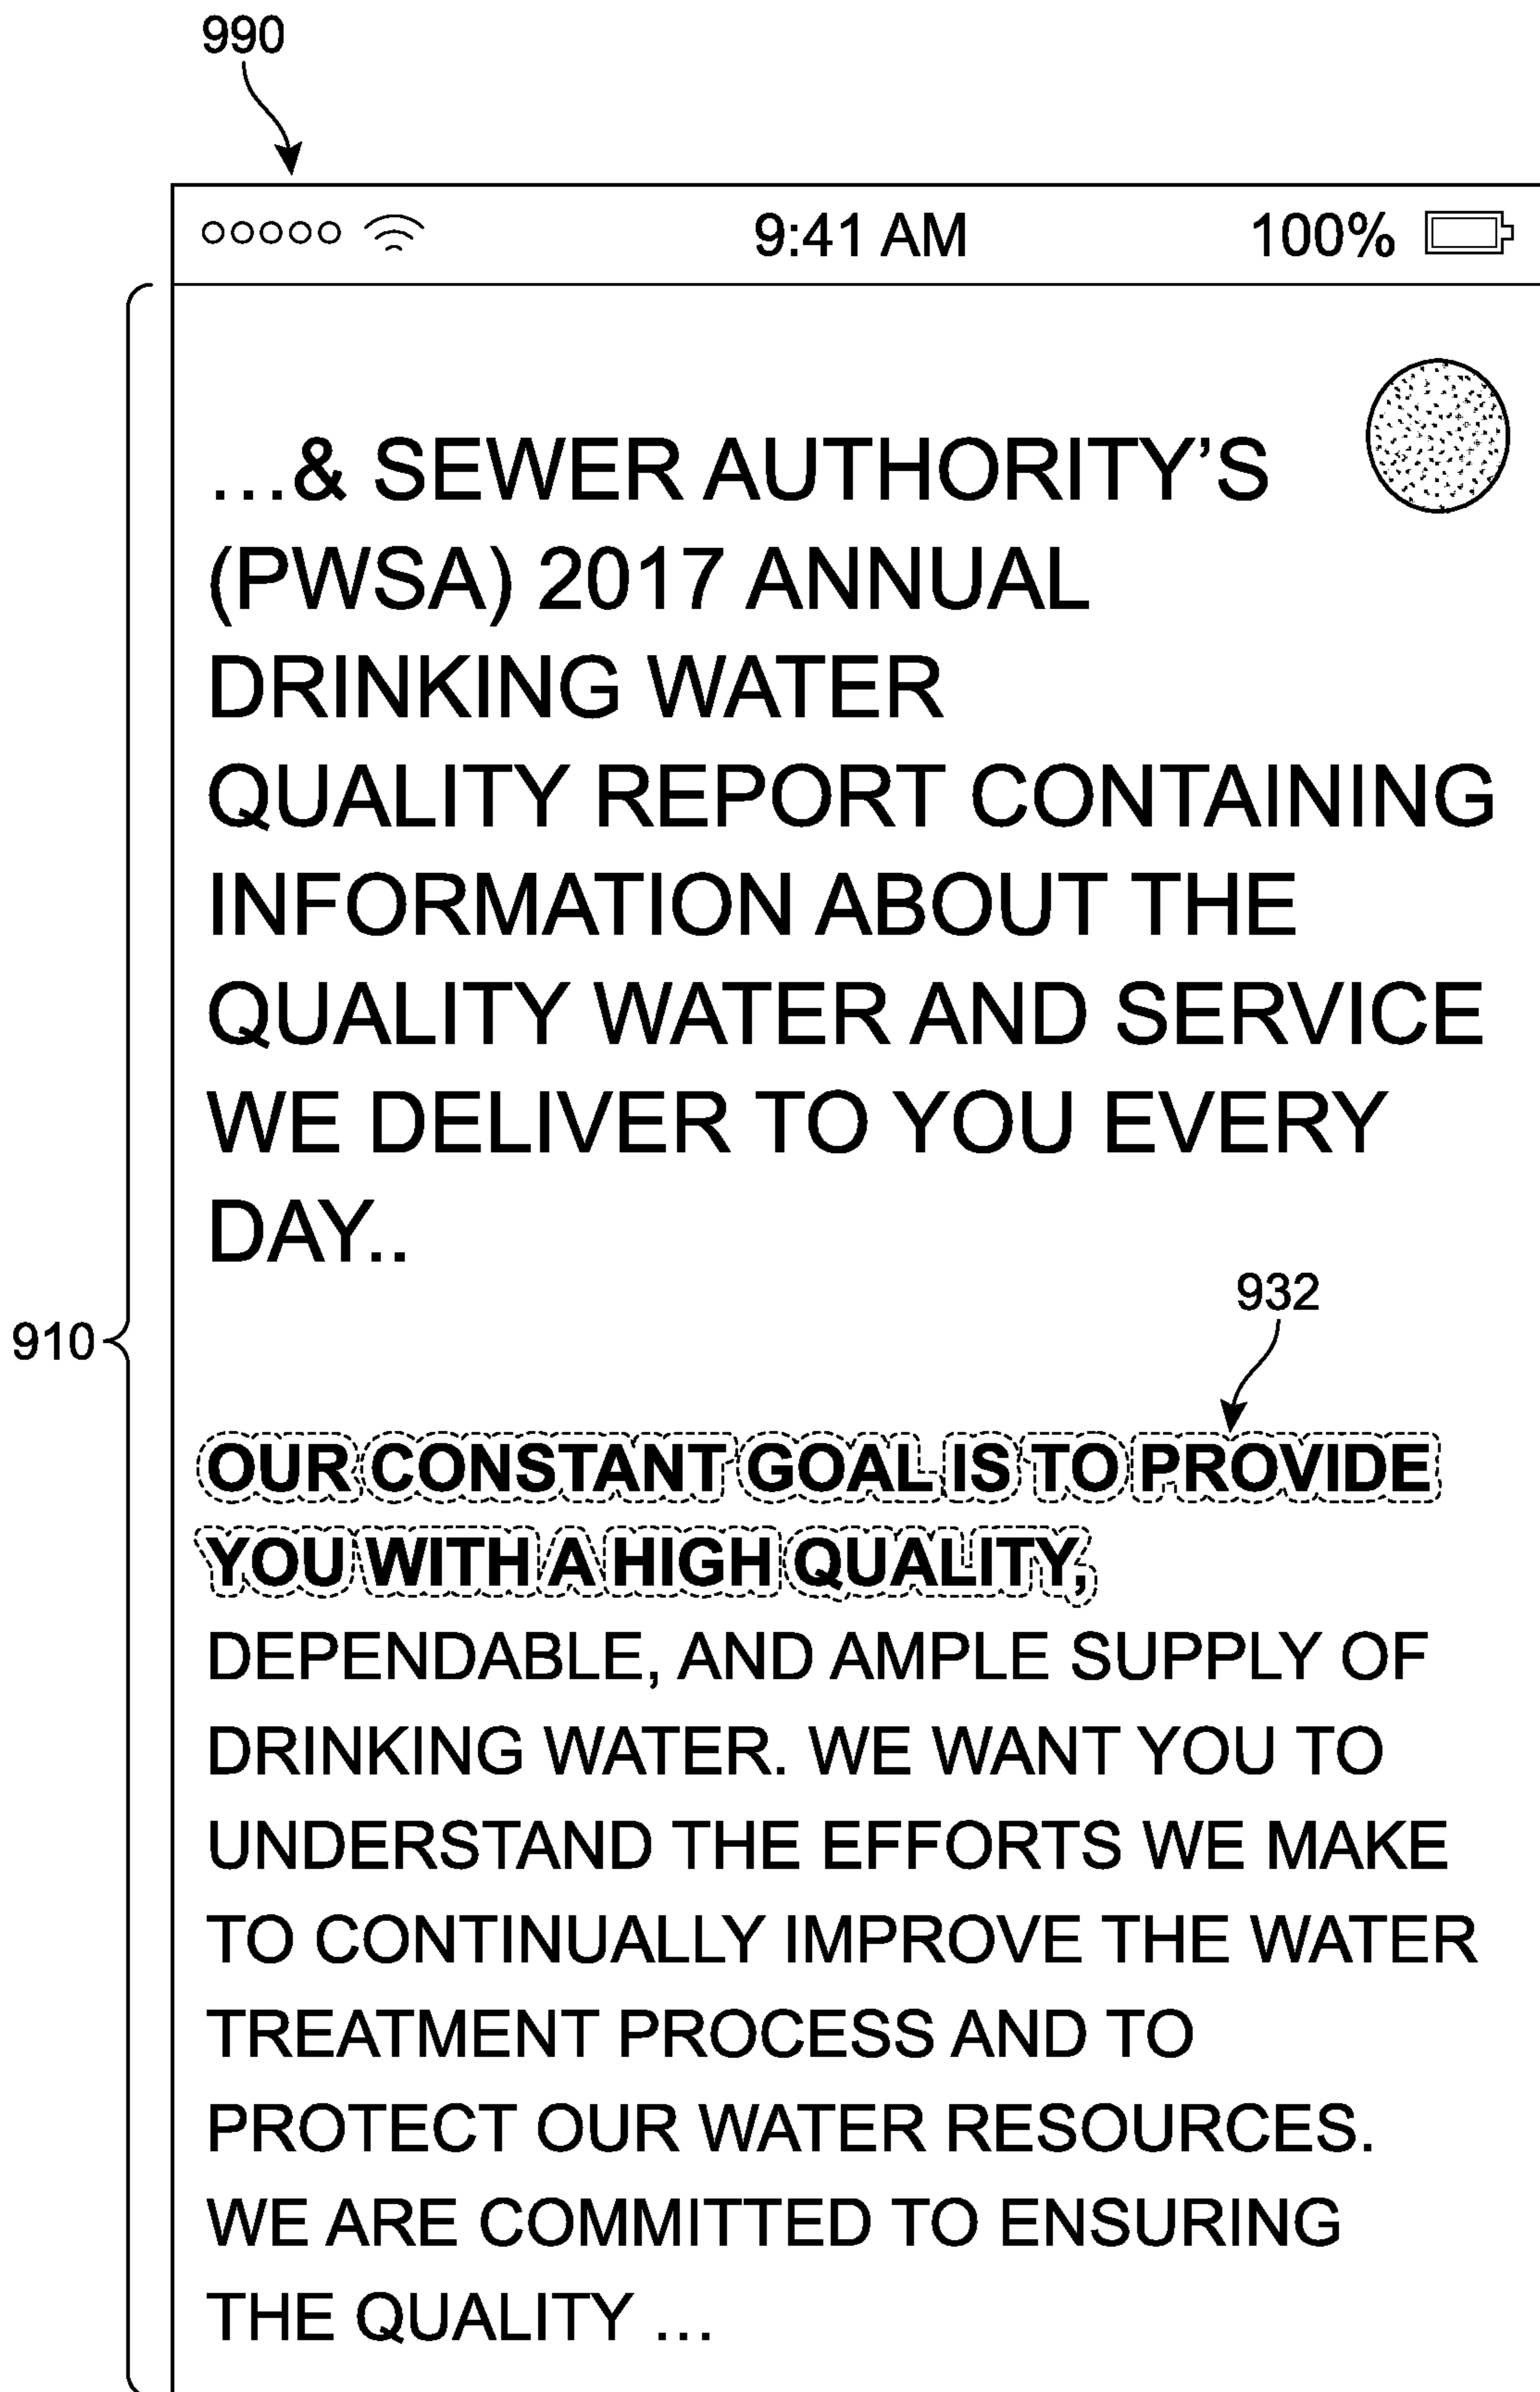 990
9:41 AM 100%
...& SEWER AUTHORITY’S
(PWSA) 2017 ANNUAL
DRINKING WATER
QUALITY REPORT CONTAINING
INFORMATION ABOUT THE
QUALITY WATER AND SERVICE
WE DELIVER TO YOU EVERY
DAY..
932
910
OUR CONSTANT GOAL IS TO PROVIDE
YOU WITH A HIGH QUALITY,
DEPENDABLE, AND AMPLE SUPPLY OF
DRINKING WATER. WE WANT YOU TO
UNDERSTAND THE EFFORTS WE MAKE
TO CONTINUALLY IMPROVE THE WATER
TREATMENT PROCESS AND TO
PROTECT OUR WATER RESOURCES.
WE ARE COMMITTED TO ENSURING
THE QUALITY ...